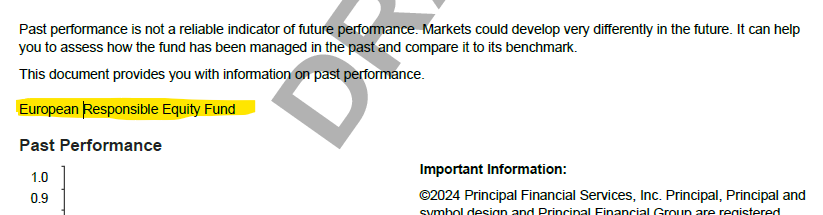 Past performance is not a reliable indicator of future performance. Markets could develop very differently in the future. It can help
you to assess how the fund has been managed in the past and compare it to its benchmark.
This document provides you with information on past performance.
European Responsible Equity Fund
Past Performance
1.0
0.9
Important Information:
©2024 Principal Financial Services, Inc. Principal, Principal and
symbol design and Principal Financial Group are registered
DR